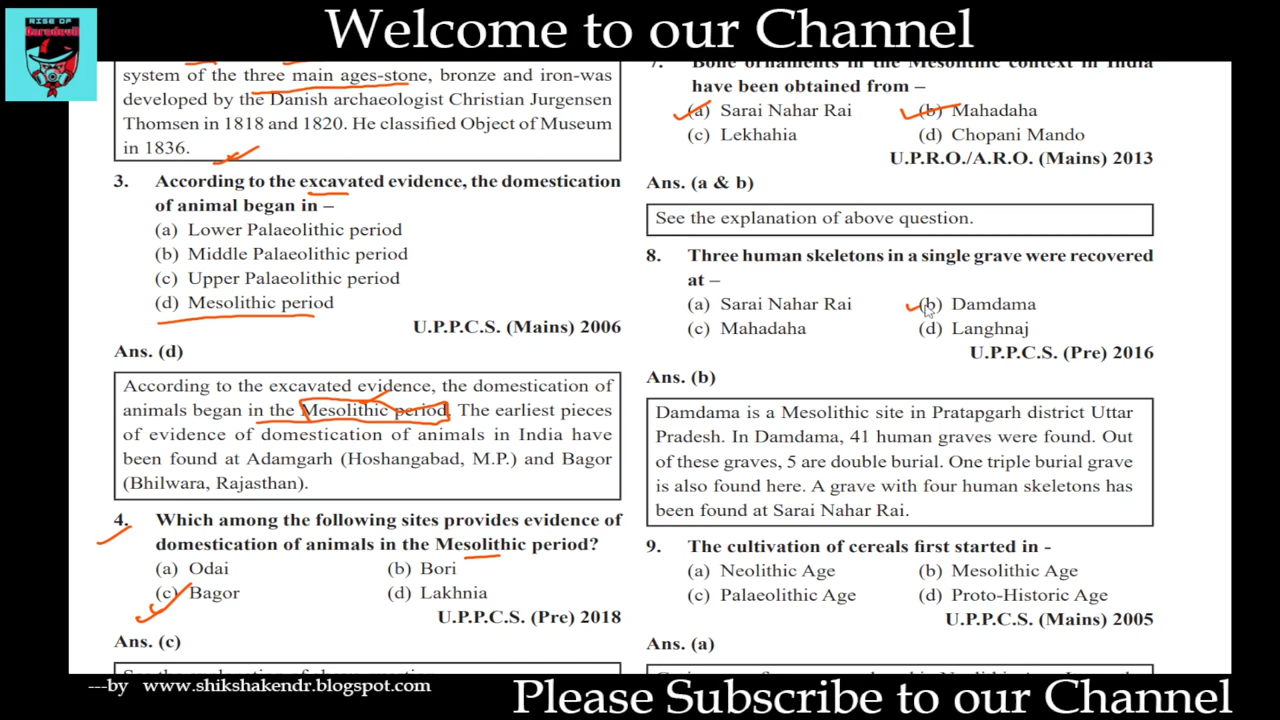 Welcome to our Channel
RISE OF
Daredevil
system of the three main ages-stone, bronze and iron-was
developed by the Danish archaeologist Christian Jurgensen
Thomsen in 1818 and 1820. He classified Object of Museum
in 1836.
3. According to the excavated evidence, the domestication
of animal began in –
(a) Lower Palaeolithic period
(b) Middle Palaeolithic period
(c) Upper Palaeolithic period
(d) Mesolithic period
U.P.P.C.S. (Mains) 2006
Ans. (d)
According to the excavated evidence, the domestication of
animals began in the Mesolithic period. The earliest pieces
of evidence of domestication of animals in India have
been found at Adamgarh (Hoshangabad, M.P.) and Bagor
(Bhilwara, Rajasthan).
4. Which among the following sites provides evidence of
domestication of animals in the Mesolithic period?
(a) Odai (b) Bori
(c) Bagor (d) Lakhnia
U.P.P.C.S. (Pre) 2018
Ans. (c)
7. Bone ornaments in the Mesolithic context in India
have been obtained from –
(a) Sarai Nahar Rai (b) Mahadaha
(c) Lekhahia (d) Chopani Mando
U.P.R.O./A.R.O. (Mains) 2013
Ans. (a & b)
See the explanation of above question.
8. Three human skeletons in a single grave were recovered
at –
(a) Sarai Nahar Rai (b) Damdama
(c) Mahadaha (d) Langhnaj
U.P.P.C.S. (Pre) 2016
Ans. (b)
Damdama is a Mesolithic site in Pratapgarh district Uttar
Pradesh. In Damdama, 41 human graves were found. Out
of these graves, 5 are double burial. One triple burial grave
is also found here. A grave with four human skeletons has
been found at Sarai Nahar Rai.
9. The cultivation of cereals first started in -
(a) Neolithic Age (b) Mesolithic Age
(c) Palaeolithic Age (d) Proto-Historic Age
U.P.P.C.S. (Mains) 2005
Ans. (a)
---by www.shikshakendr.blogspot.com
Please Subscribe to our Channel